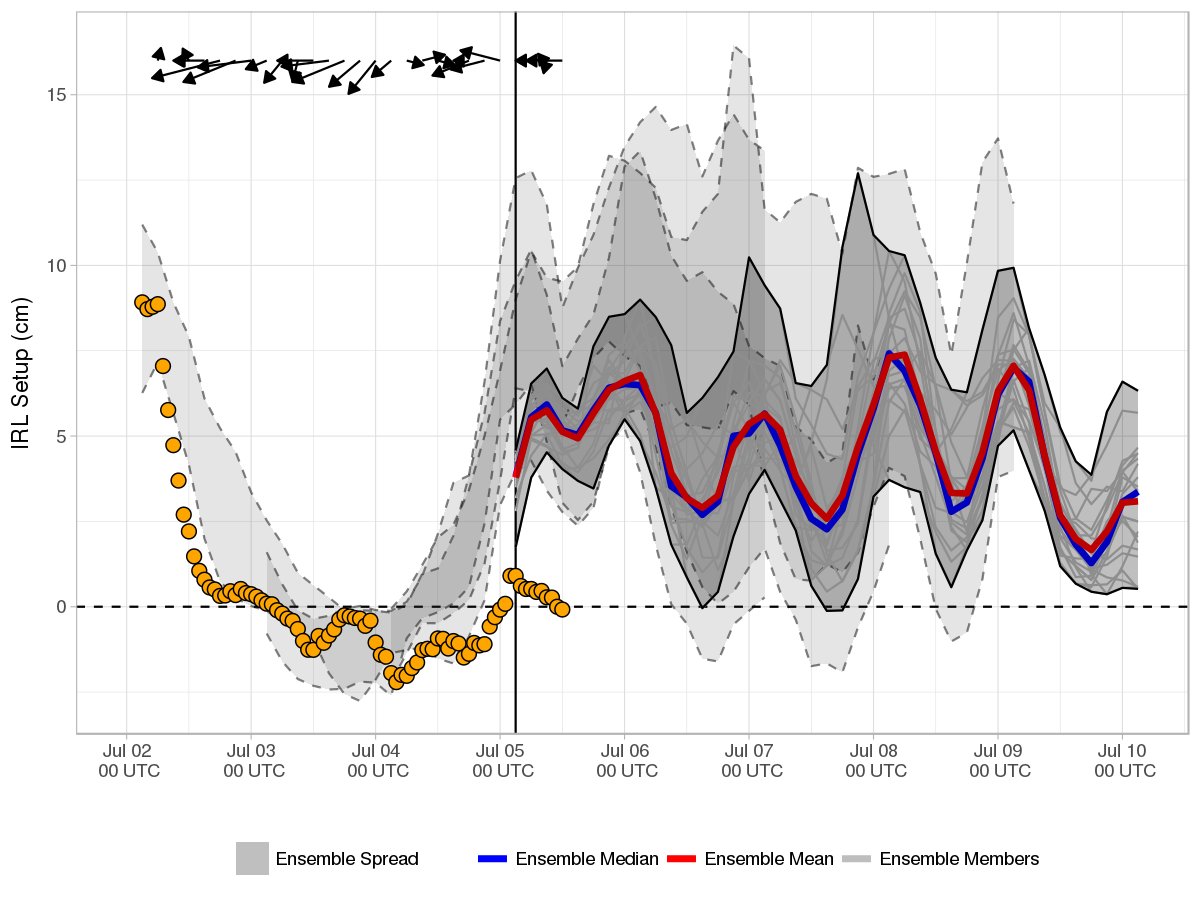 IRL Setup (cm)
15
10
5
0
Jul 02
00 UTC
Jul 03
00 UTC
Jul 04
00 UTC
Jul 05
00 UTC
Jul 06
00 UTC
Jul 07
00 UTC
Jul 08
00 UTC
Jul 09
00 UTC
Jul 10
00 UTC
Ensemble Spread
Ensemble Median
Ensemble Mean
Ensemble Members